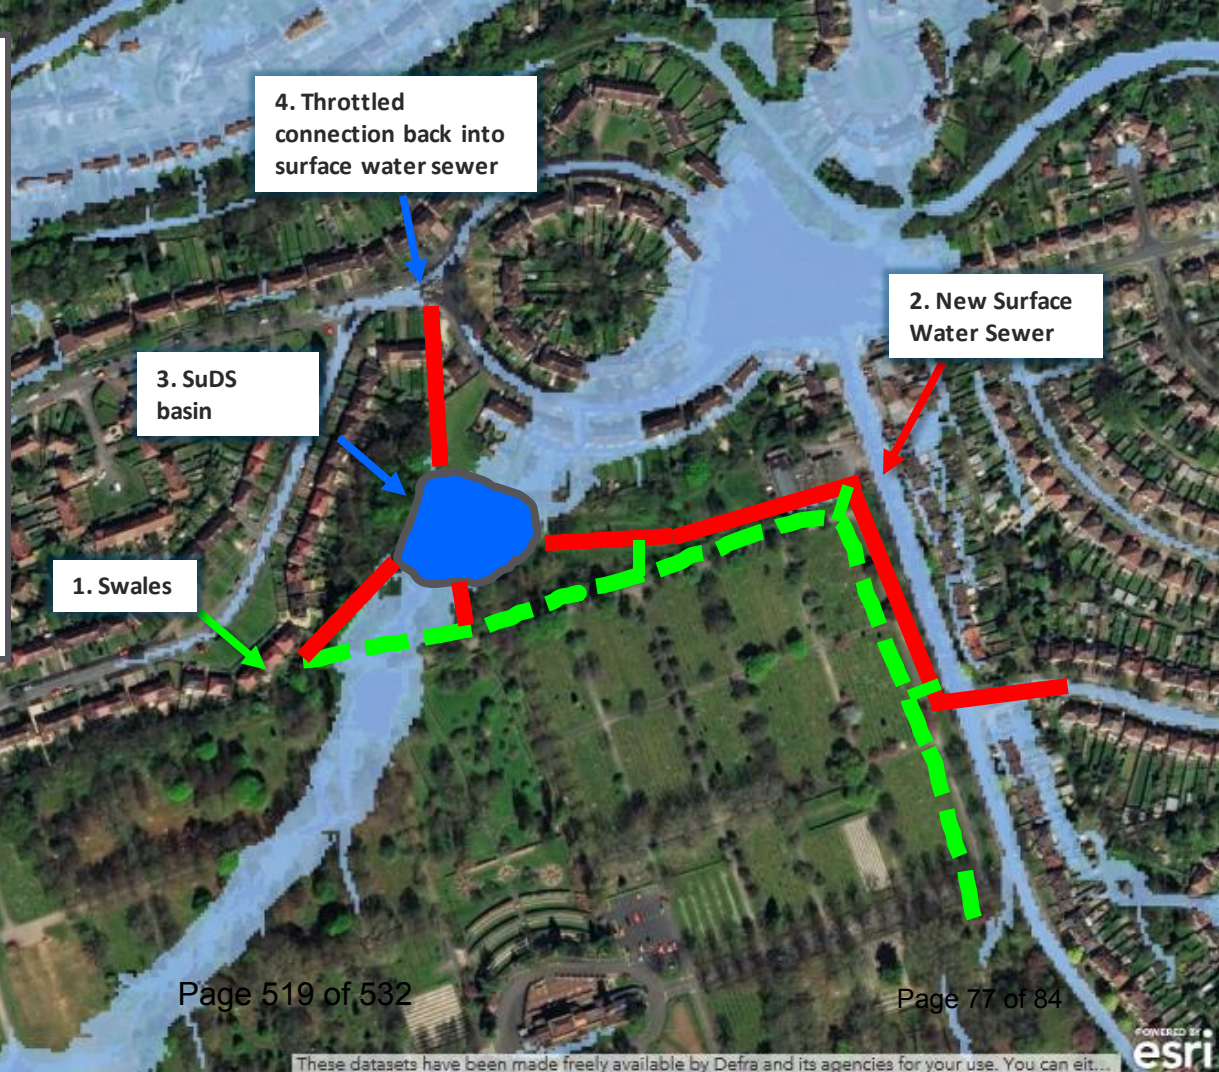 4. Throttled
connection back into
surface water sewer
2. New Surface
Water Sewer
3. SuDS
basin
1. Swales
Page 519 of 532
Page 77 of 84
These datasets have been made freely available by Defra and its agencies for your use. You can eit...
POWERED BY
esri